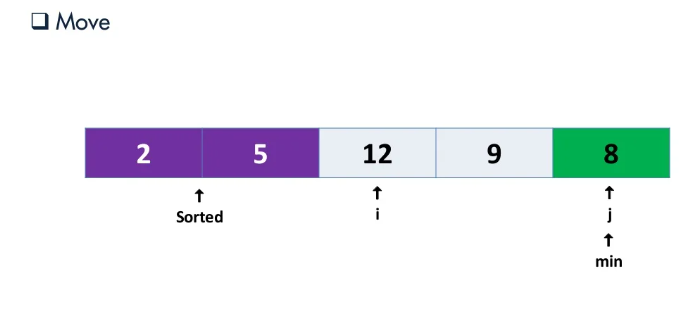 ❑ Move
2 5 12 9 8
↑ ↑ ↑
Sorted i j
↑
min